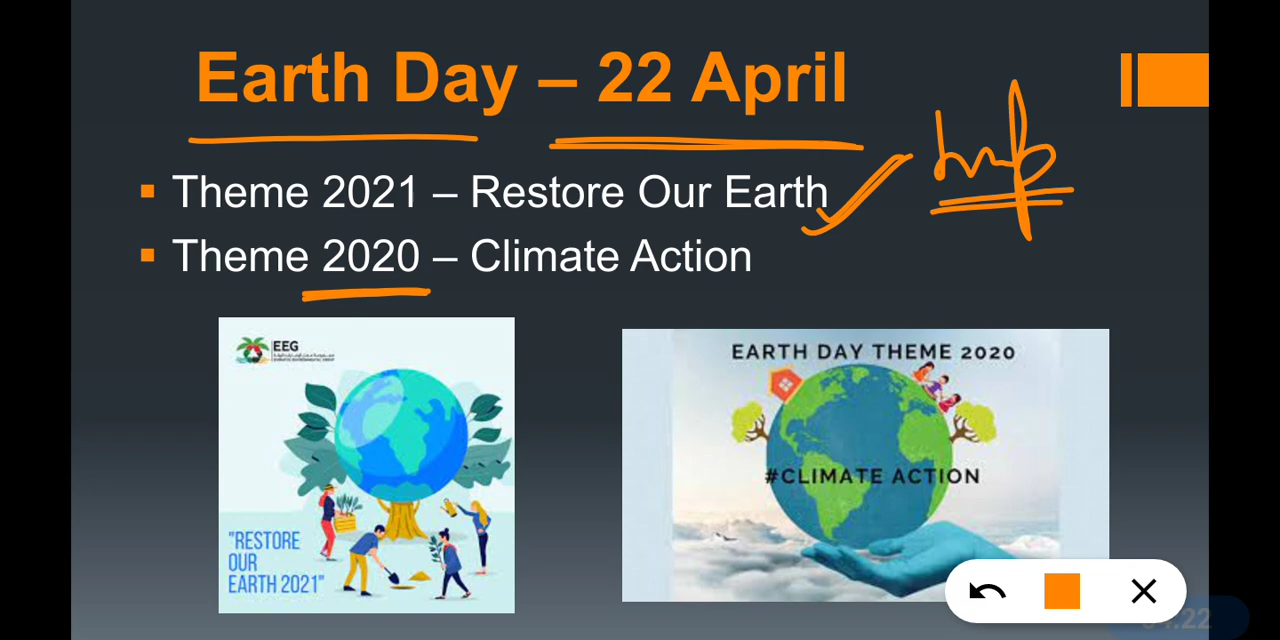 Earth Day – 22 April
Imp
Theme 2021 – Restore Our Earth
Theme 2020 – Climate Action
EEG
"RESTORE
OUR
EARTH 2021"
EARTH DAY THEME 2020
#CLIMATE ACTION